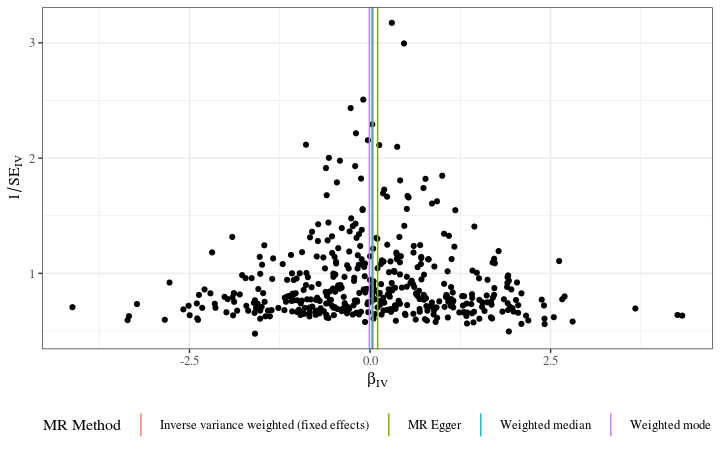 3
2
1
1/SE_IV
-2.5
0.0
2.5
β_IV
MR Method
Inverse variance weighted (fixed effects)
MR Egger
Weighted median
Weighted mode